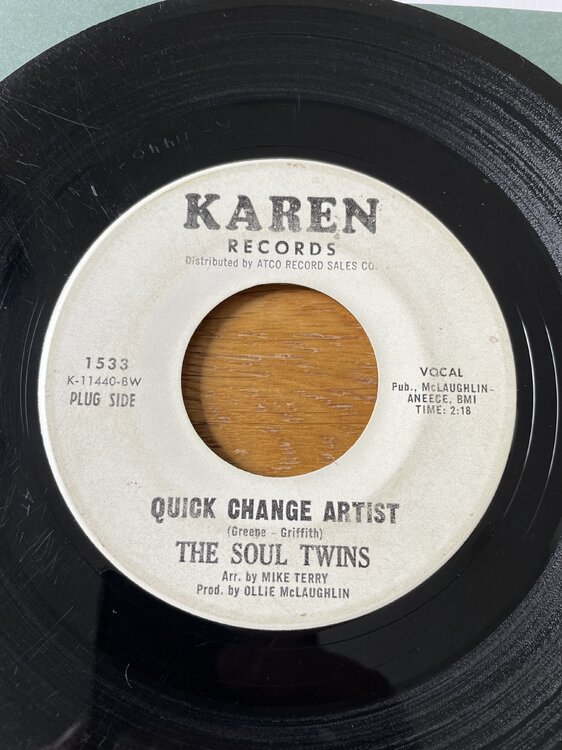 KAREN
RECORDS
Distributed by ATCO RECORD SALES CO.
1533
K-11440-BW
PLUG SIDE
VOCAL
Pub., McLAUGHLIN-
ANEECE, BMI
TIME: 2:18
QUICK CHANGE ARTIST
(Greene - Griffith)
THE SOUL TWINS
Arr. by MIKE TERRY
Prod. by OLLIE McLAUGHLIN